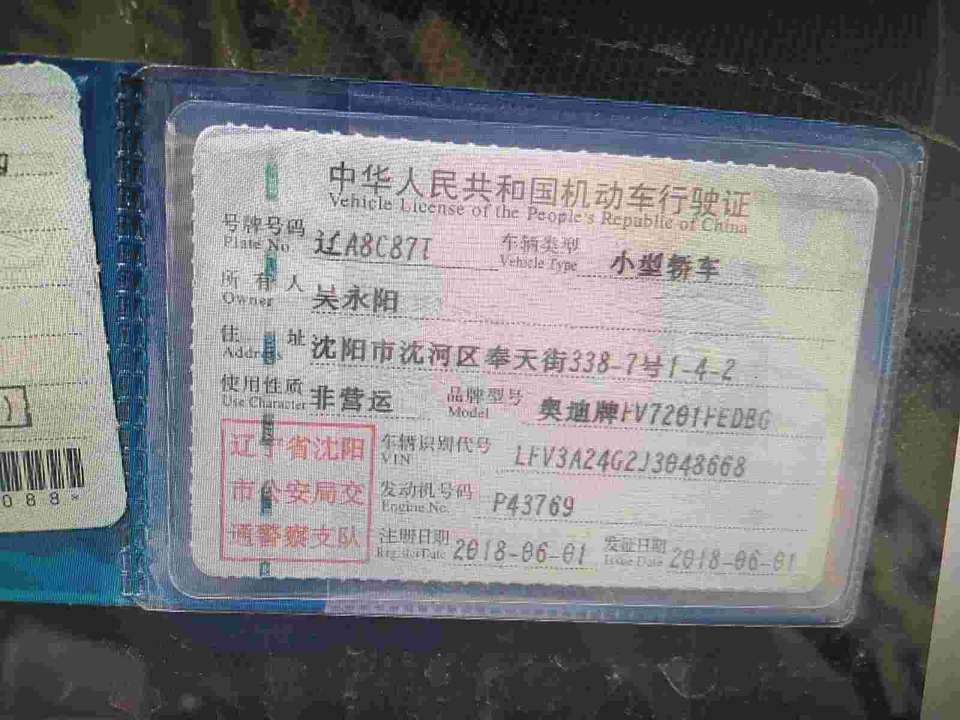 中华人民共和国机动车行驶证
Vehicle License of the People's Republic of China
号牌号码 辽A8C87T 车辆类型 小型轿车
Plate No. Vehicle Type
所有人 吴永阳
Owner
住址 沈阳市沈河区奉天街338-7号1-4-2
Address
使用性质 非营运 品牌型号 奥迪牌FV7201FEDBG
Use Character Model
辽宁省沈阳
市公安局交
通警察支队
车辆识别代号 LFV3A24G2J3048668
VIN
发动机号码 P43769
Engine No.
注册日期 2018-06-01 发证日期 2018-06-01
Register Date Issue Date
088*